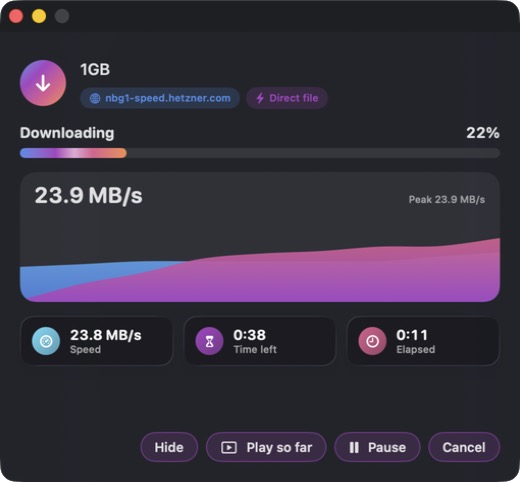 1GB
nbg1-speed.hetzner.com Direct file
Downloading 22%
23.9 MB/s Peak 23.9 MB/s
23.8 MB/s 0:38 0:11
Speed Time left Elapsed
Hide Play so far Pause Cancel